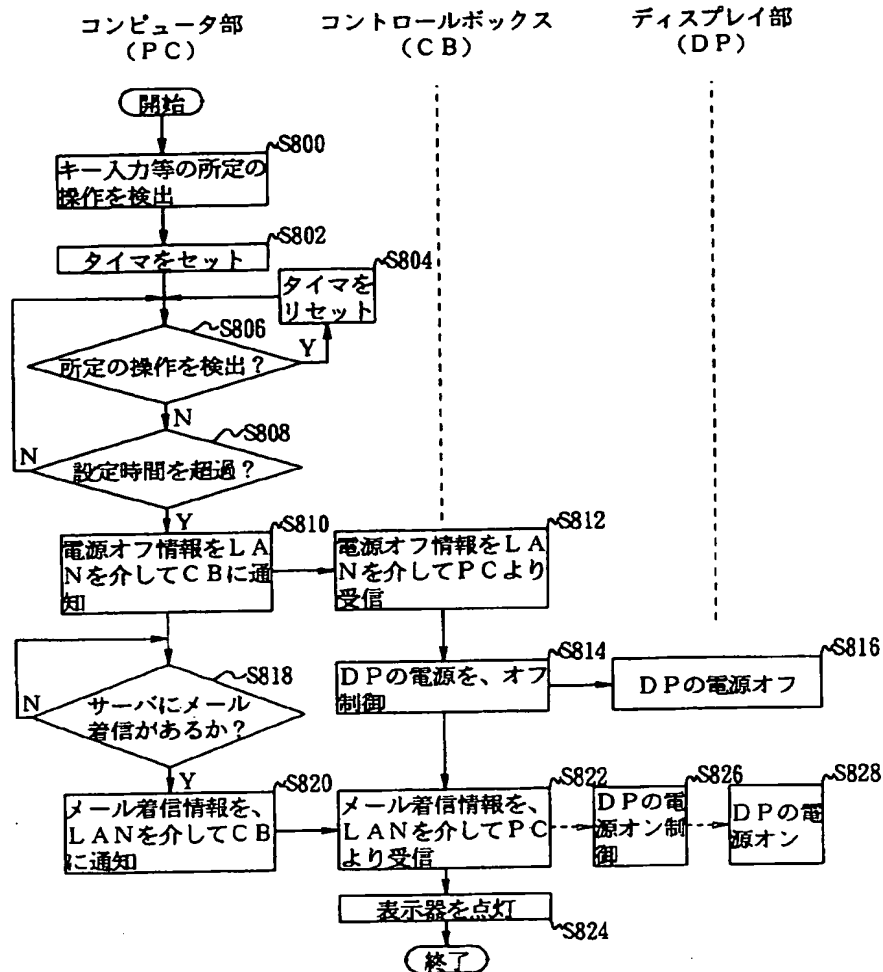 コンピュータ部
(PC)
コントロールボックス
(CB)
ディスプレイ部
(DP)
開始
S800
キー入力等の所定の
操作を検出
S802
タイマをセット
S804
タイマを
リセット
S806
所定の操作を検出?
Y
N
S808
設定時間を超過?
N
Y
S810
電源オフ情報をLA
Nを介してCBに通
知
S812
電源オフ情報をLA
Nを介してPCより
受信
S814
DPの電源を、オフ
制御
S816
DPの電源オフ
S818
サーバにメール
着信があるか?
N
Y
S820
メール着信情報を、
LANを介してCB
に通知
S822
メール着信情報を、
LANを介してPC
より受信
S826
DPの電
源オン制
御
S828
DPの電
源オン
表示器を点灯
S824
終了